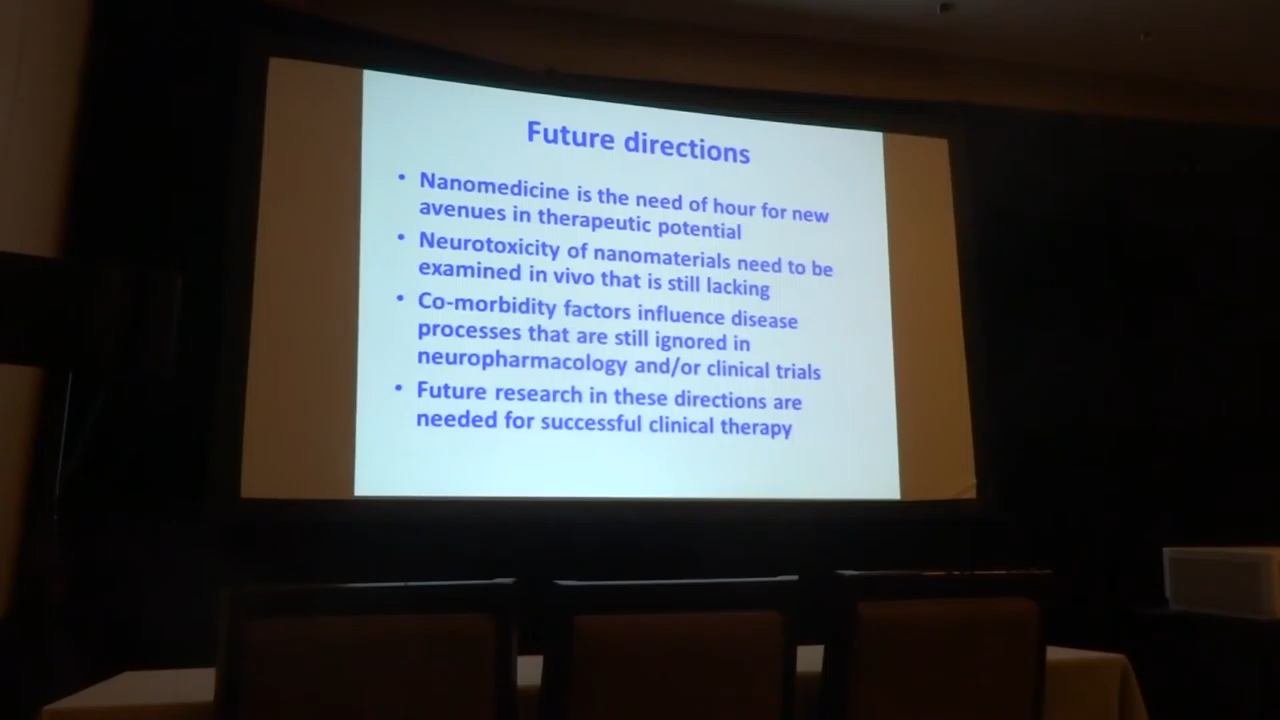 Future directions
• Nanomedicine is the need of hour for new
avenues in therapeutic potential
• Neurotoxicity of nanomaterials need to be
examined in vivo that is still lacking
• Co-morbidity factors influence disease
processes that are still ignored in
neuropharmacology and/or clinical trials
• Future research in these directions are
needed for successful clinical therapy